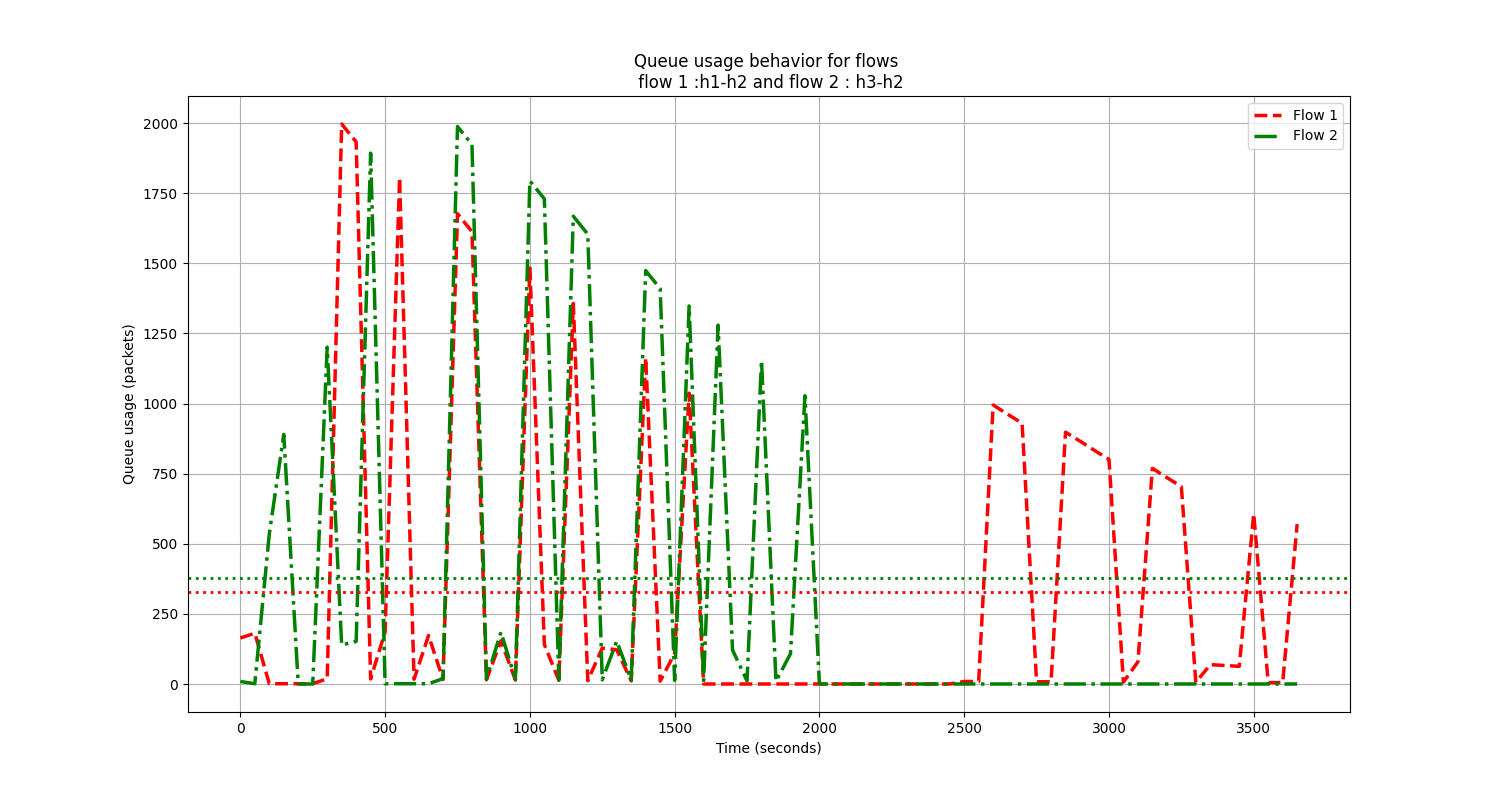 Queue usage behavior for flows
flow 1 :h1-h2 and flow 2 : h3-h2
Flow 1
Flow 2
Queue usage (packets)
2000
1750
1500
1250
1000
750
500
250
0
0 500 1000 1500 2000 2500 3000 3500
Time (seconds)